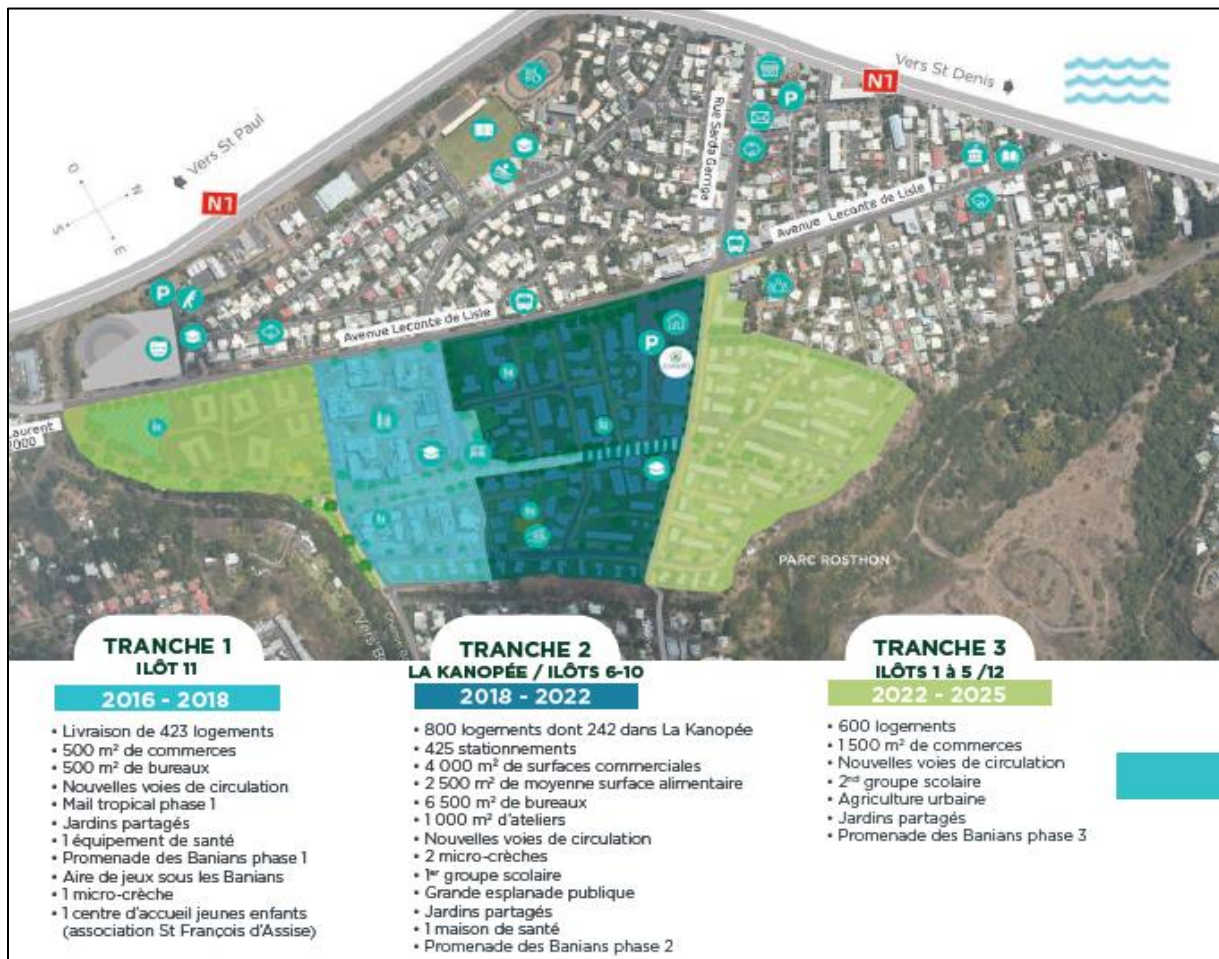 Vers St Denis
N1
P
Rue Sarda Garriga
Vers St Paul
N1
O
N
S
E
Avenue Leconte de Lisle
P
Avenue Leconte de Lisle
P
Laurent
PARC ROSTHON
TRANCHE 1
ILÔT 11
2016 - 2018
• Livraison de 423 logements
• 500 m² de commerces
• 500 m² de bureaux
• Nouvelles voies de circulation
• Mail tropical phase 1
• Jardins partagés
• 1 équipement de santé
• Promenade des Banians phase 1
• Aire de jeux sous les Banians
• 1 micro-crèche
• 1 centre d'accueil jeunes enfants
(association St François d'Assise)
TRANCHE 2
LA KANOPÉE / ILÔTS 6-10
2018 - 2022
• 800 logements dont 242 dans La Kanopée
• 425 stationnements
• 4 000 m² de surfaces commerciales
• 2 500 m² de moyenne surface alimentaire
• 6 500 m² de bureaux
• 1 000 m² d'ateliers
• Nouvelles voies de circulation
• 2 micro-crèches
• 1er groupe scolaire
• Grande esplanade publique
• Jardins partagés
• 1 maison de santé
• Promenade des Banians phase 2
TRANCHE 3
ILÔTS 1 à 5 /12
2022 - 2025
• 600 logements
• 1 500 m² de commerces
• Nouvelles voies de circulation
• 2nd groupe scolaire
• Agriculture urbaine
• Jardins partagés
• Promenade des Banians phase 3